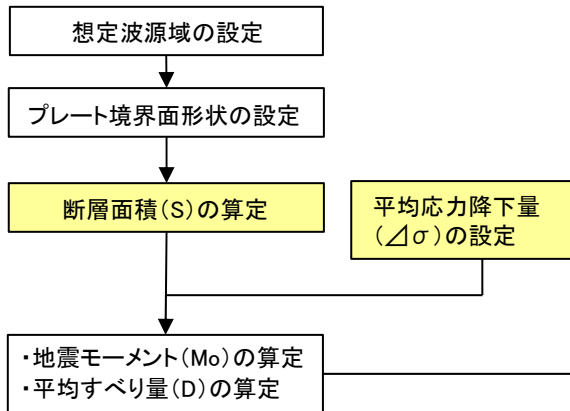 想定波源域の設定
プレート境界面形状の設定
断層面積(S)の算定
平均応力降下量
(⊿σ)の設定
・地震モーメント(Mo)の算定
・平均すべり量(D)の算定